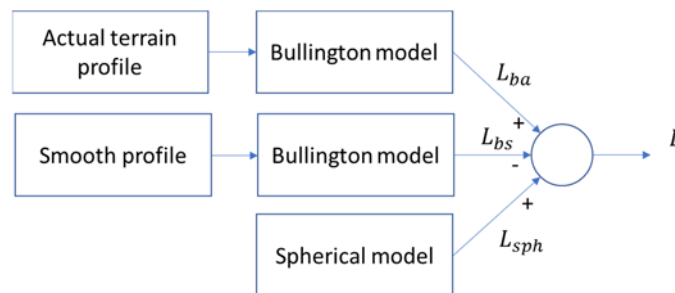 Actual terrain
profile
Bullington model
L_ba
+
Smooth profile
Bullington model
L_bs
-
L
+
L_sph
Spherical model